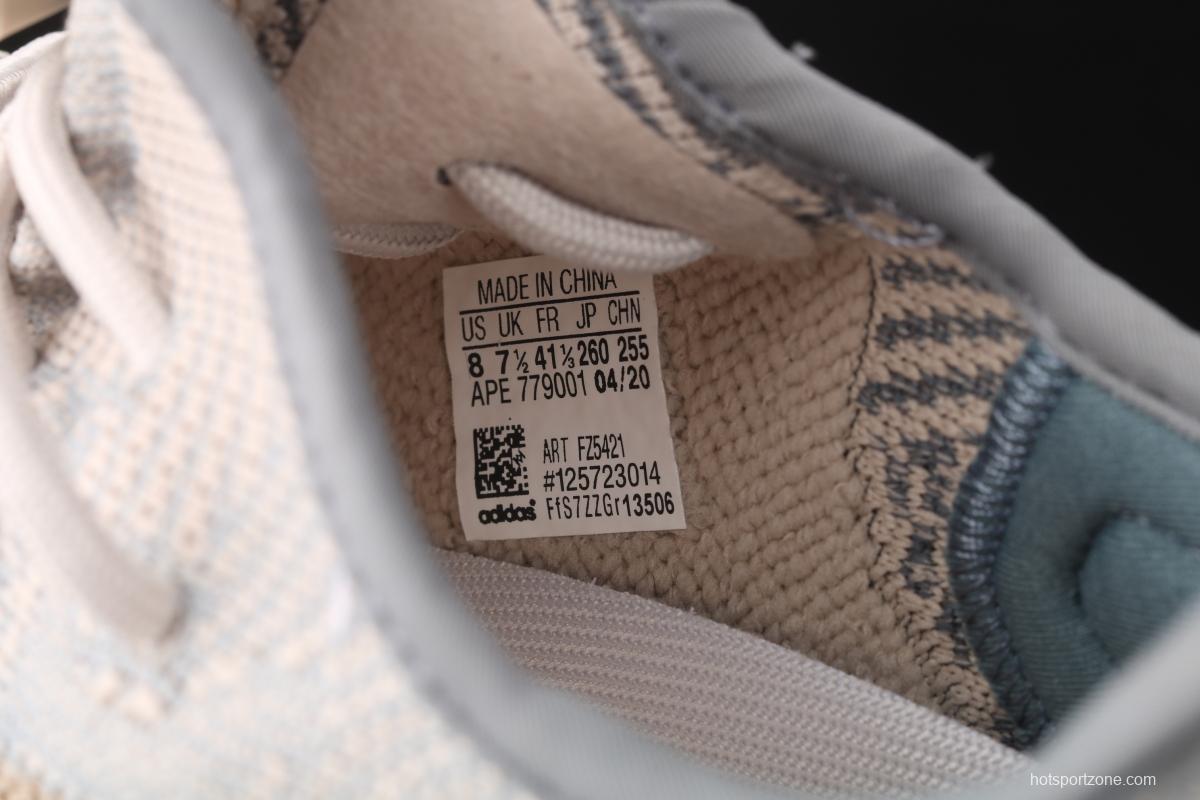 MADE IN CHINA
US UK FR JP CHN
8 7½ 41⅓ 260 255
APE 779001 04/20
ART FZ5421
#125723014
adidas FfS7ZZGr13506
hotsportzone.com